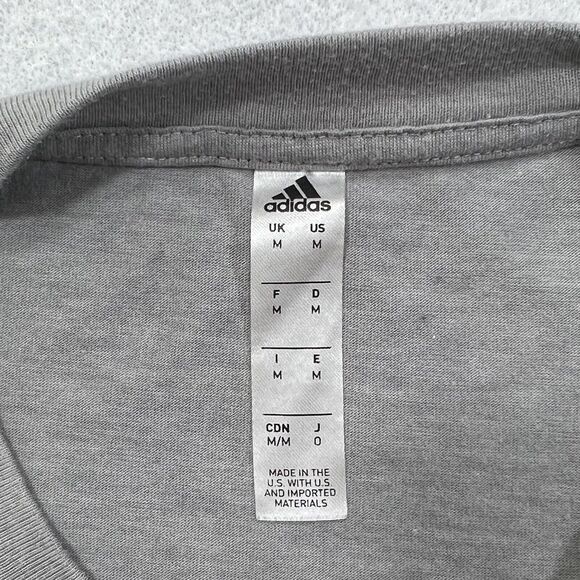 adidas
UK US
M M
F D
M M
I E
M M
CDN J
M/M O
MADE IN THE
U.S. WITH U.S.
AND IMPORTED
MATERIALS